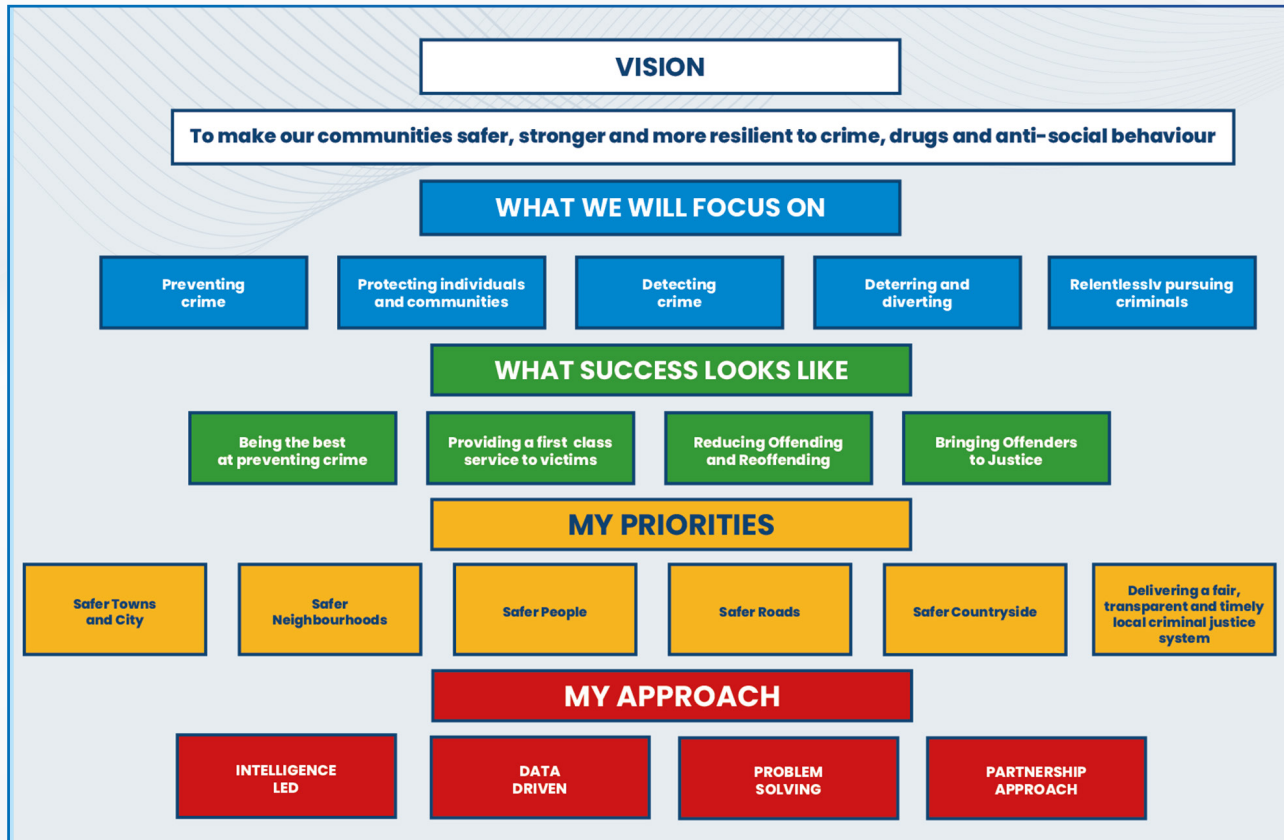 VISION
To make our communities safer, stronger and more resilient to crime, drugs and anti-social behaviour
WHAT WE WILL FOCUS ON
Preventing
crime
Protecting individuals
and communities
Detecting
crime
Deterring and
diverting
Relentlessly pursuing
criminals
WHAT SUCCESS LOOKS LIKE
Being the best
at preventing crime
Providing a first class
service to victims
Reducing Offending
and Reoffending
Bringing Offenders
to Justice
MY PRIORITIES
Safer Towns
and City
Safer
Neighbourhoods
Safer People
Safer Roads
Safer Countryside
Delivering a fair,
transparent and timely
local criminal justice
system
MY APPROACH
INTELLIGENCE
LED
DATA
DRIVEN
PROBLEM
SOLVING
PARTNERSHIP
APPROACH